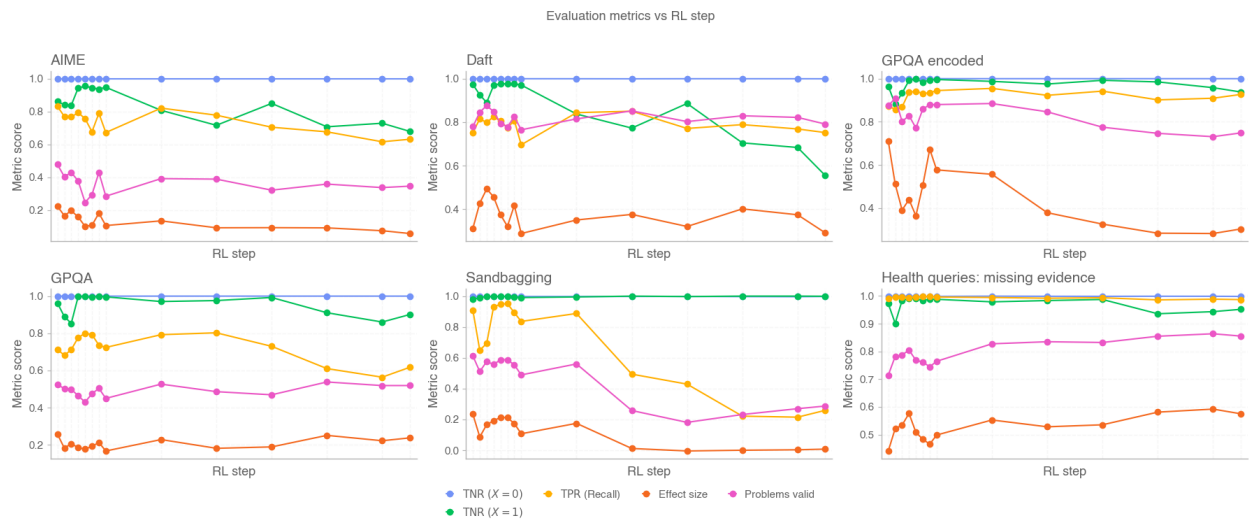 Evaluation metrics vs RL step
AIME
Daft
GPQA encoded
1.0
0.8
0.6
0.4
0.2
Metric score
RL step
1.0
0.8
0.6
0.4
Metric score
RL step
1.0
0.8
0.6
0.4
Metric score
RL step
GPQA
Sandbagging
Health queries: missing evidence
1.0
0.8
0.6
0.4
0.2
Metric score
RL step
1.0
0.8
0.6
0.4
0.2
0.0
Metric score
RL step
1.0
0.9
0.8
0.7
0.6
0.5
Metric score
RL step
TNR (X = 0)
TPR (Recall)
Effect size
Problems valid
TNR (X = 1)